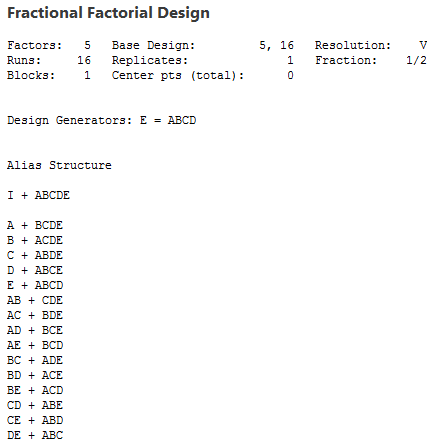 Fractional Factorial Design
Factors: 5 Base Design: 5, 16 Resolution: V
Runs: 16 Replicates: 1 Fraction: 1/2
Blocks: 1 Center pts (total): 0
Design Generators: E = ABCD
Alias Structure
I + ABCDE
A + BCDE
B + ACDE
C + ABDE
D + ABCE
E + ABCD
AB + CDE
AC + BDE
AD + BCE
AE + BCD
BC + ADE
BD + ACE
BE + ACD
CD + ABE
CE + ABD
DE + ABC